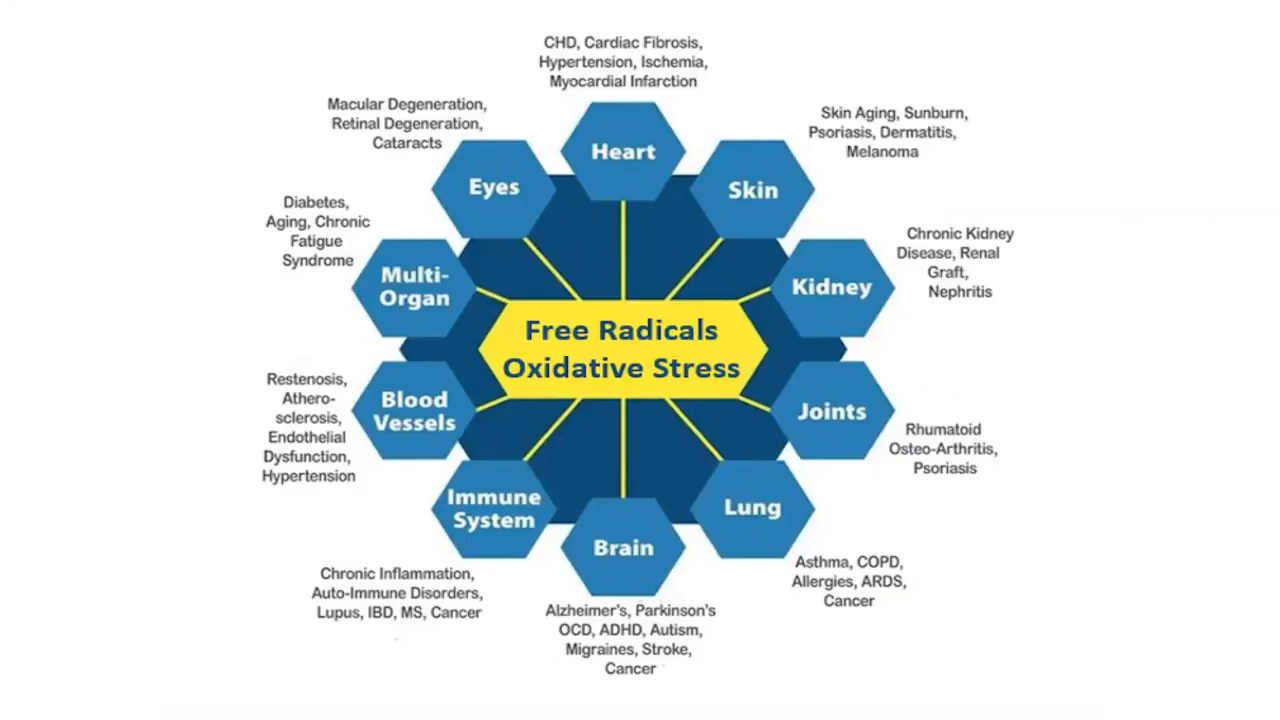 CHD, Cardiac Fibrosis,
Hypertension, Ischemia,
Myocardial Infarction
Heart
Skin Aging, Sunburn,
Psoriasis, Dermatitis,
Melanoma
Skin
Chronic Kidney
Disease, Renal
Graft,
Nephritis
Kidney
Joints
Rhumatoid
Osteo-Arthritis,
Psoriasis
Lung
Asthma, COPD,
Allergies, ARDS,
Cancer
Brain
Alzheimer's, Parkinson's
OCD, ADHD, Autism,
Migraines, Stroke,
Cancer
Immune
System
Chronic Inflammation,
Auto-Immune Disorders,
Lupus, IBD, MS, Cancer
Blood
Vessels
Restenosis,
Athero-
sclerosis,
Endothelial
Dysfunction,
Hypertension
Multi-
Organ
Diabetes,
Aging, Chronic
Fatigue
Syndrome
Eyes
Macular Degeneration,
Retinal Degeneration,
Cataracts
Free Radicals
Oxidative Stress